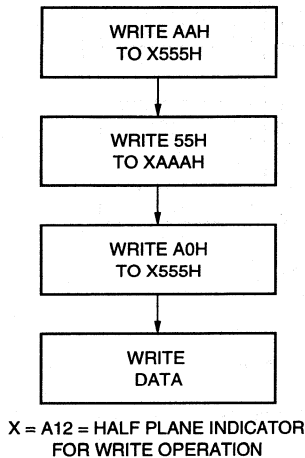 WRITE AAH
TO X555H
WRITE 55H
TO XAAAH
WRITE A0H
TO X555H
WRITE
DATA
X = A12 = HALF PLANE INDICATOR
FOR WRITE OPERATION